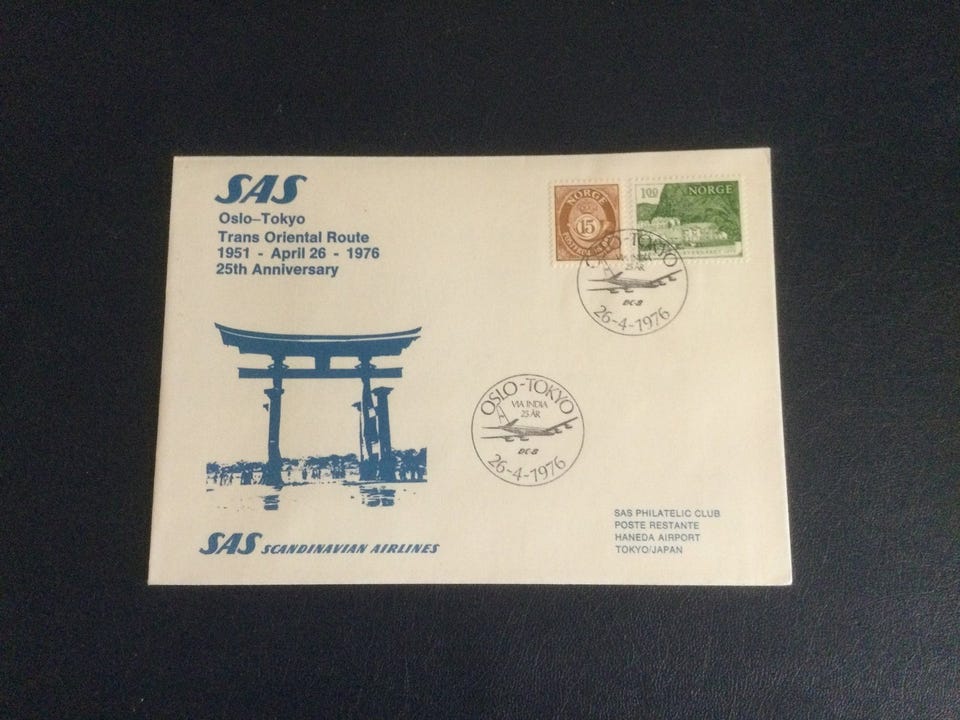 SAS
Oslo–Tokyo
Trans Oriental Route
1951 - April 26 - 1976
25th Anniversary
NORGE
15
100 NORGE
OSLO-TOKYO
VIA INDIA
25 ÅR
DC-8
26-4-1976
OSLO-TOKYO
VIA INDIA
25 ÅR
DC-8
26-4-1976
SAS SCANDINAVIAN AIRLINES
SAS PHILATELIC CLUB
POSTE RESTANTE
HANEDA AIRPORT
TOKYO/JAPAN